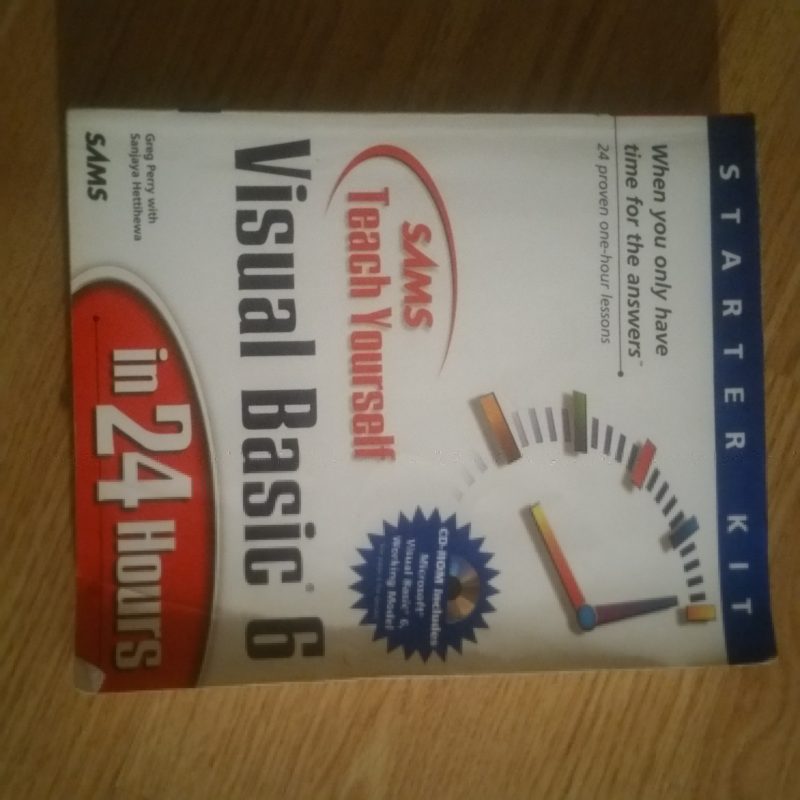 STARTER KIT
When you only have
time for the answers™
24 proven one-hour lessons
SAMS
Teach Yourself
Visual Basic® 6
in 24 Hours
CD-ROM Includes
Microsoft
Visual Basic® 6,
Working Model
Greg Perry with
Sanjaya Hettihewa
SAMS